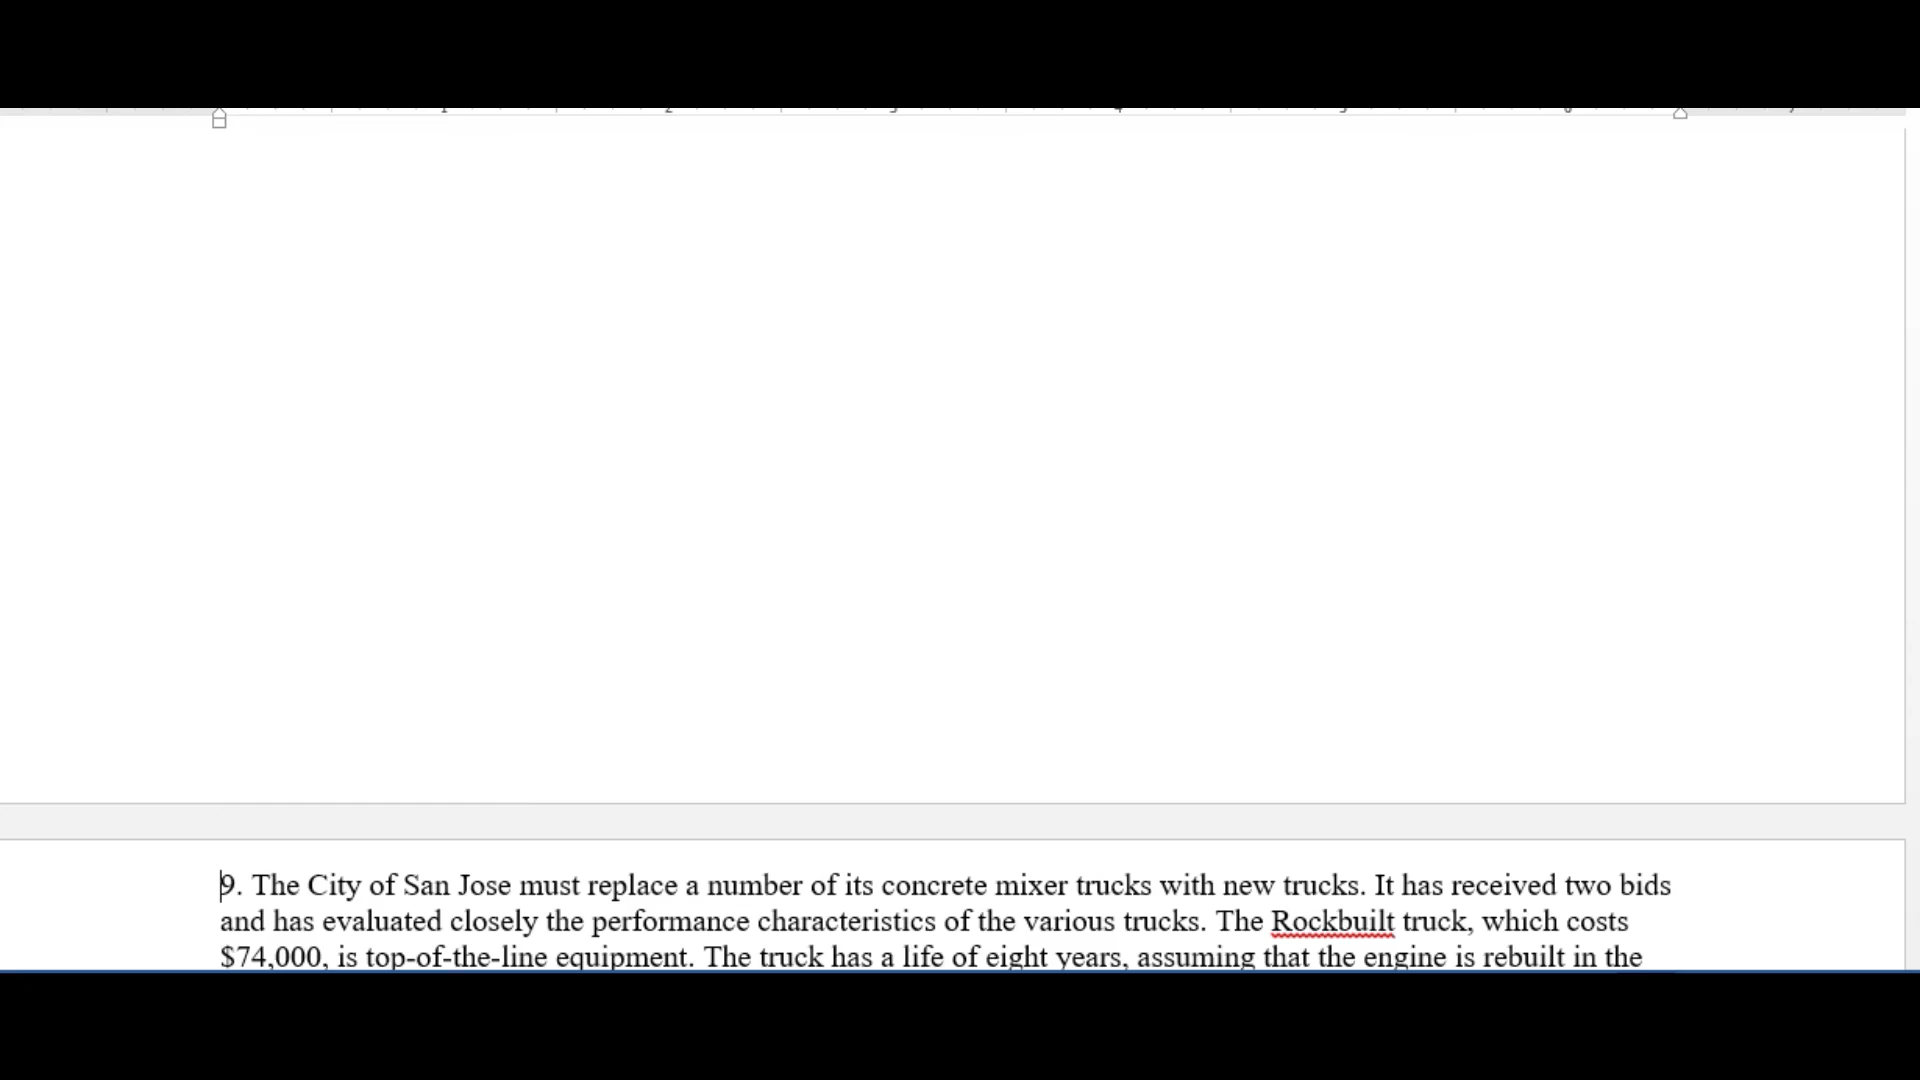 9. The City of San Jose must replace a number of its concrete mixer trucks with new trucks. It has received two bids
and has evaluated closely the performance characteristics of the various trucks. The Rockbuilt truck, which costs
$74,000, is top-of-the-line equipment. The truck has a life of eight years, assuming that the engine is rebuilt in the